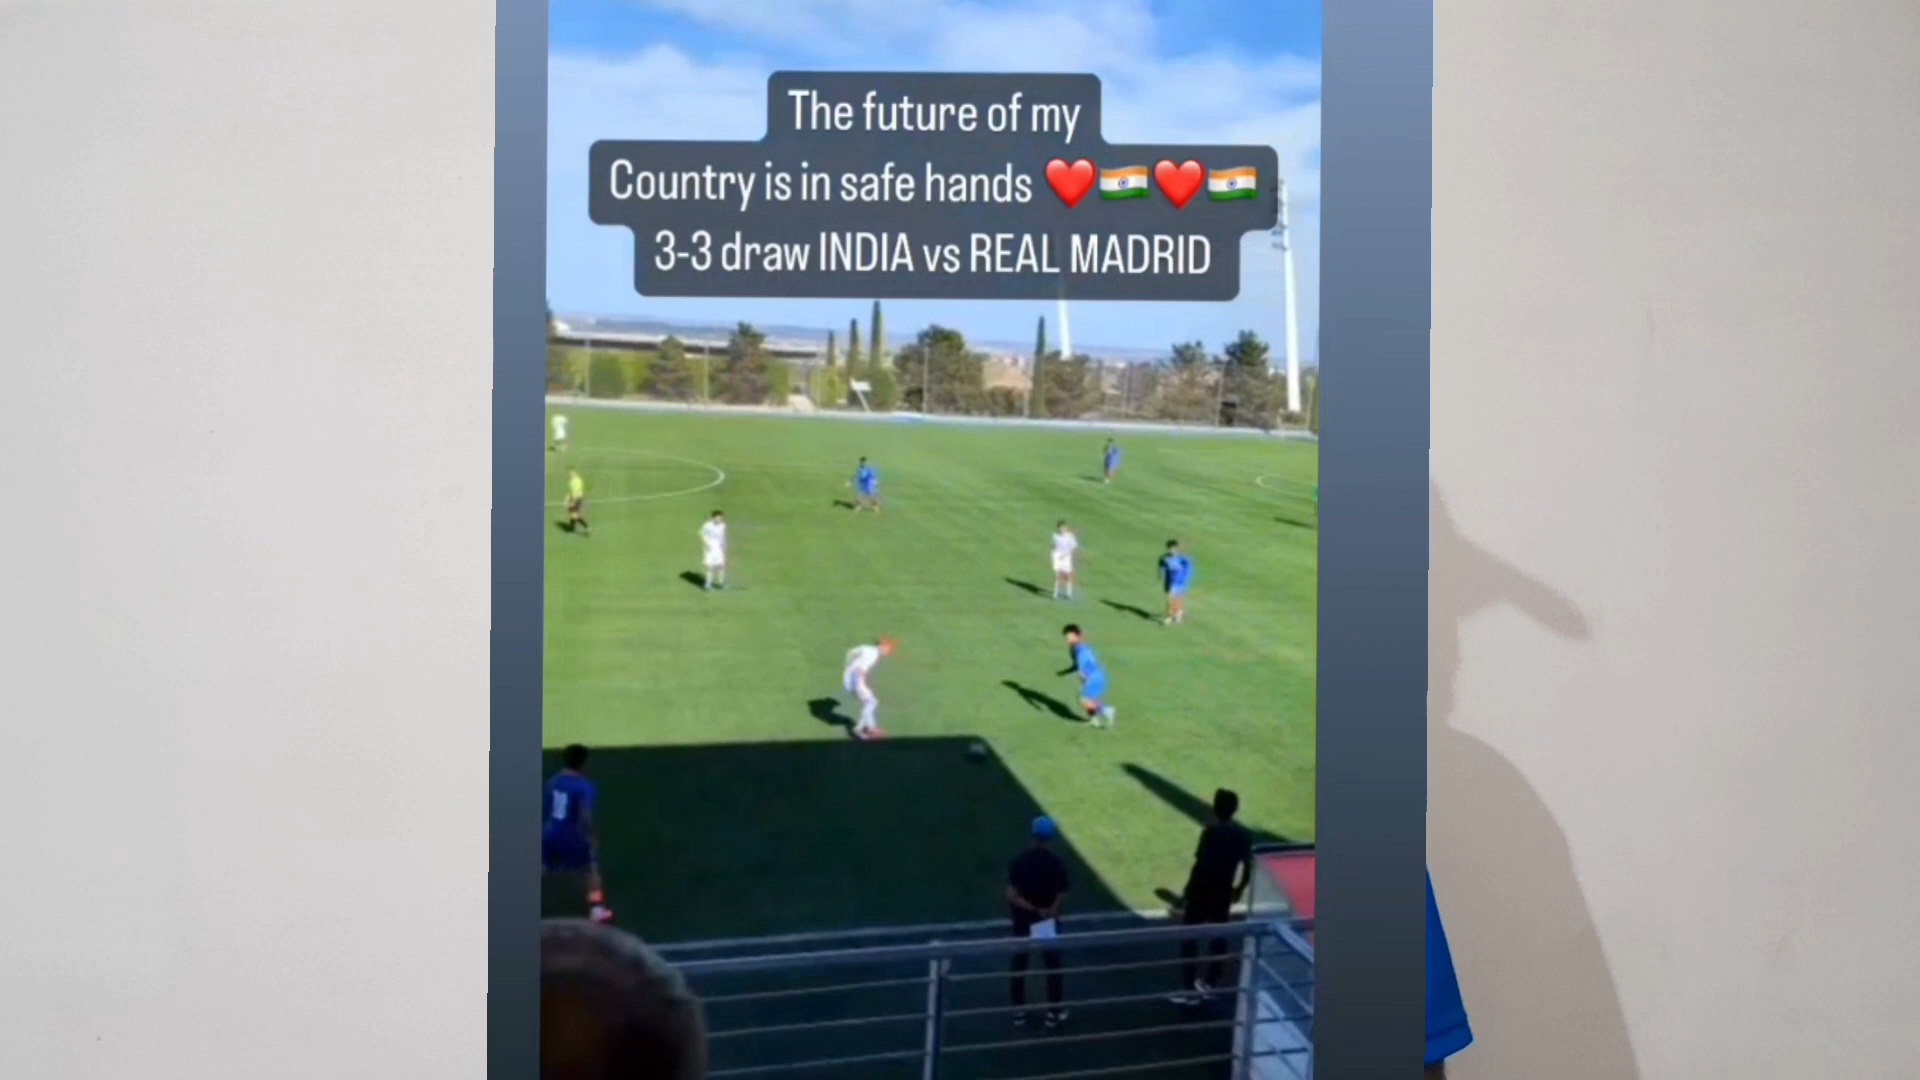 The future of my
Country is in safe hands ❤️🇮🇳❤️🇮🇳
3-3 draw INDIA vs REAL MADRID